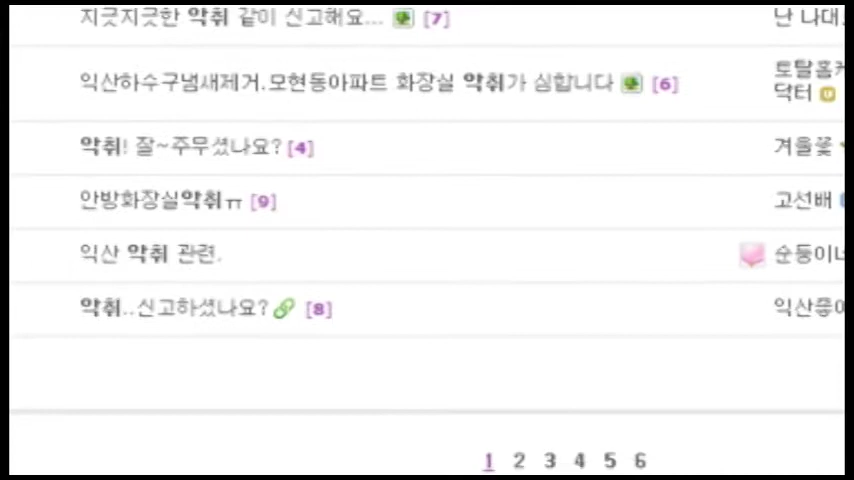 지긋지긋한 악취 같이 신고해요... [7] 난 나대.
익산하수구냄새제거.모현동아파트 화장실 악취가 심합니다 [6] 토탈홈케
닥터
악취! 잘~주무셨나요? [4] 겨울꽃
안방화장실악취ㅠ [9] 고선배
익산 악취 관련. 순둥이네
악취..신고하셨나요? [8] 익산
1 2 3 4 5 6